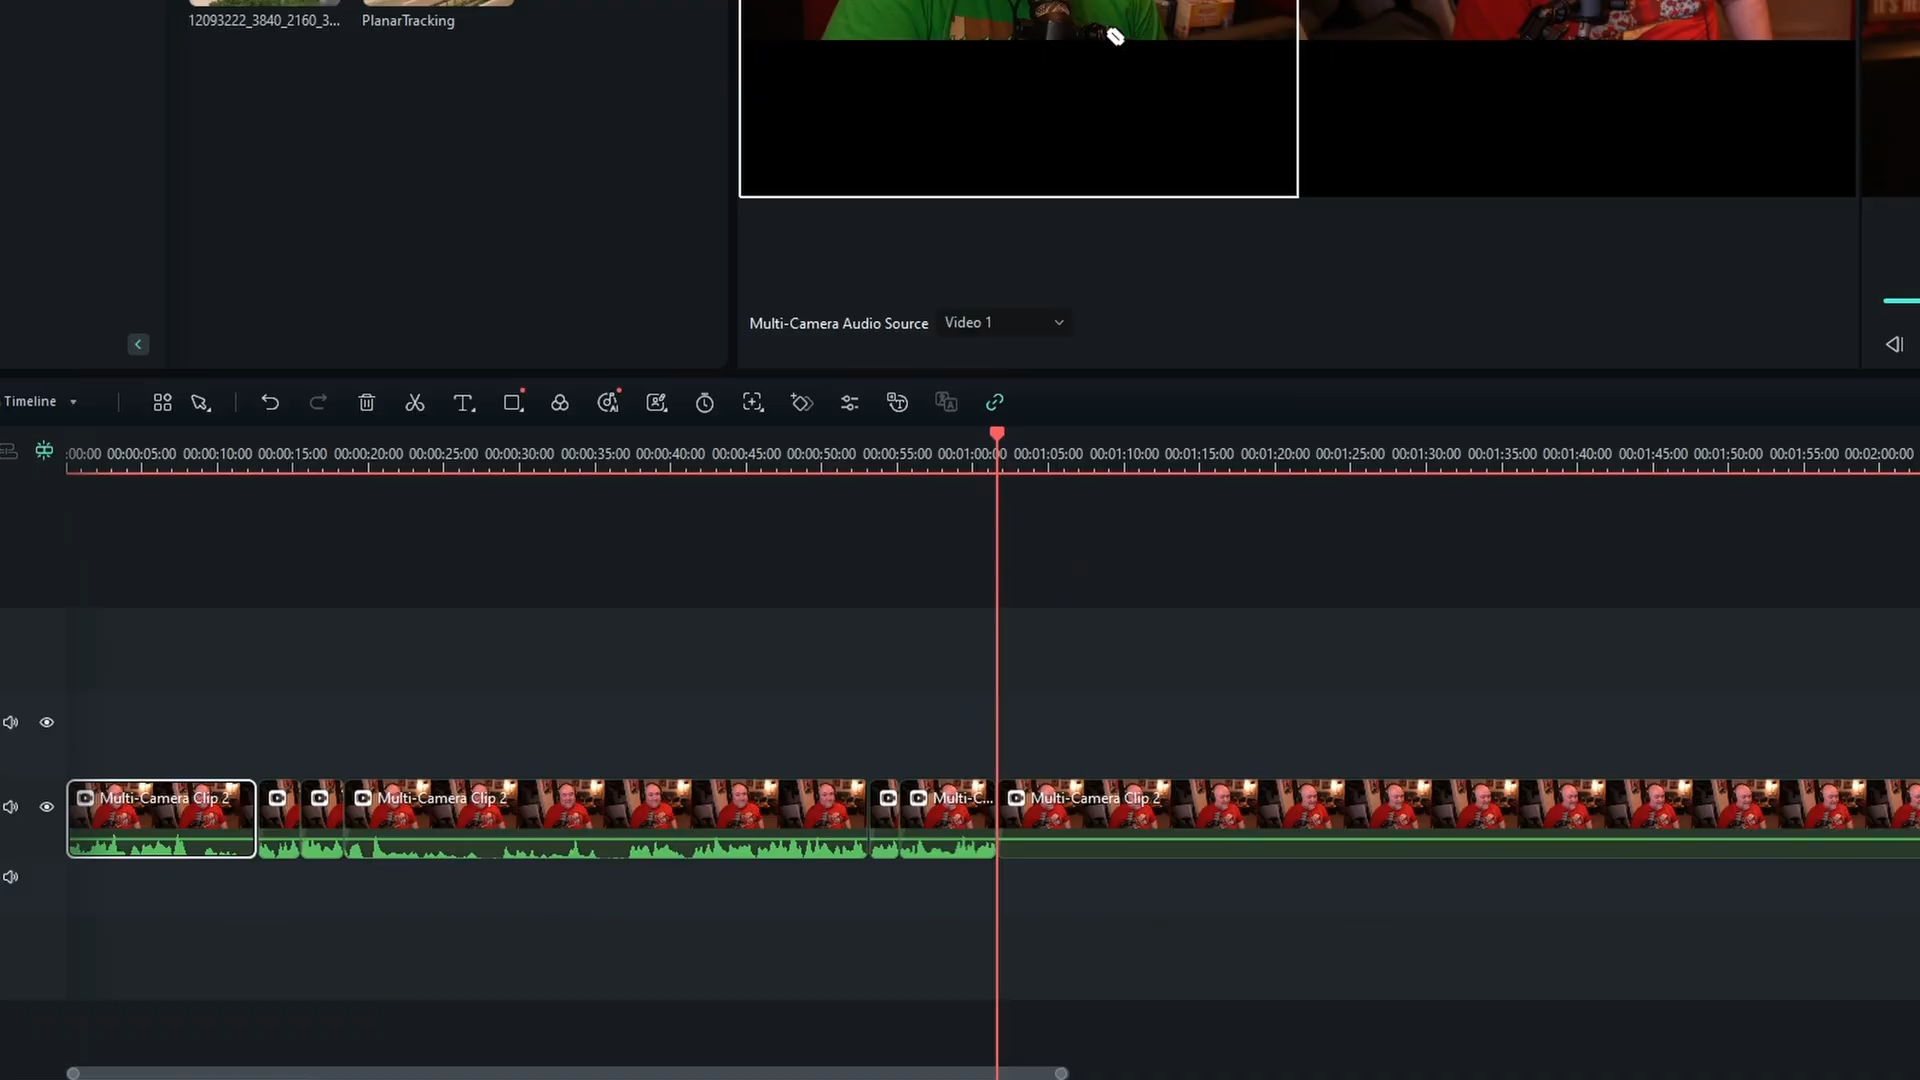 12093222_3840_2160_3...
PlanarTracking
Multi-Camera Audio Source
Video 1
Timeline
:00:00 00:00:05:00 00:00:10:00 00:00:15:00 00:00:20:00 00:00:25:00 00:00:30:00 00:00:35:00 00:00:40:00 00:00:45:00 00:00:50:00 00:00:55:00 00:01:00:00 00:01:05:00 00:01:10:00 00:01:15:00 00:01:20:00 00:01:25:00 00:01:30:00 00:01:35:00 00:01:40:00 00:01:45:00 00:01:50:00 00:01:55:00 00:02:00:00
Multi-Camera Clip 2
Multi-Camera Clip 2
Multi-C...
Multi-Camera Clip 2